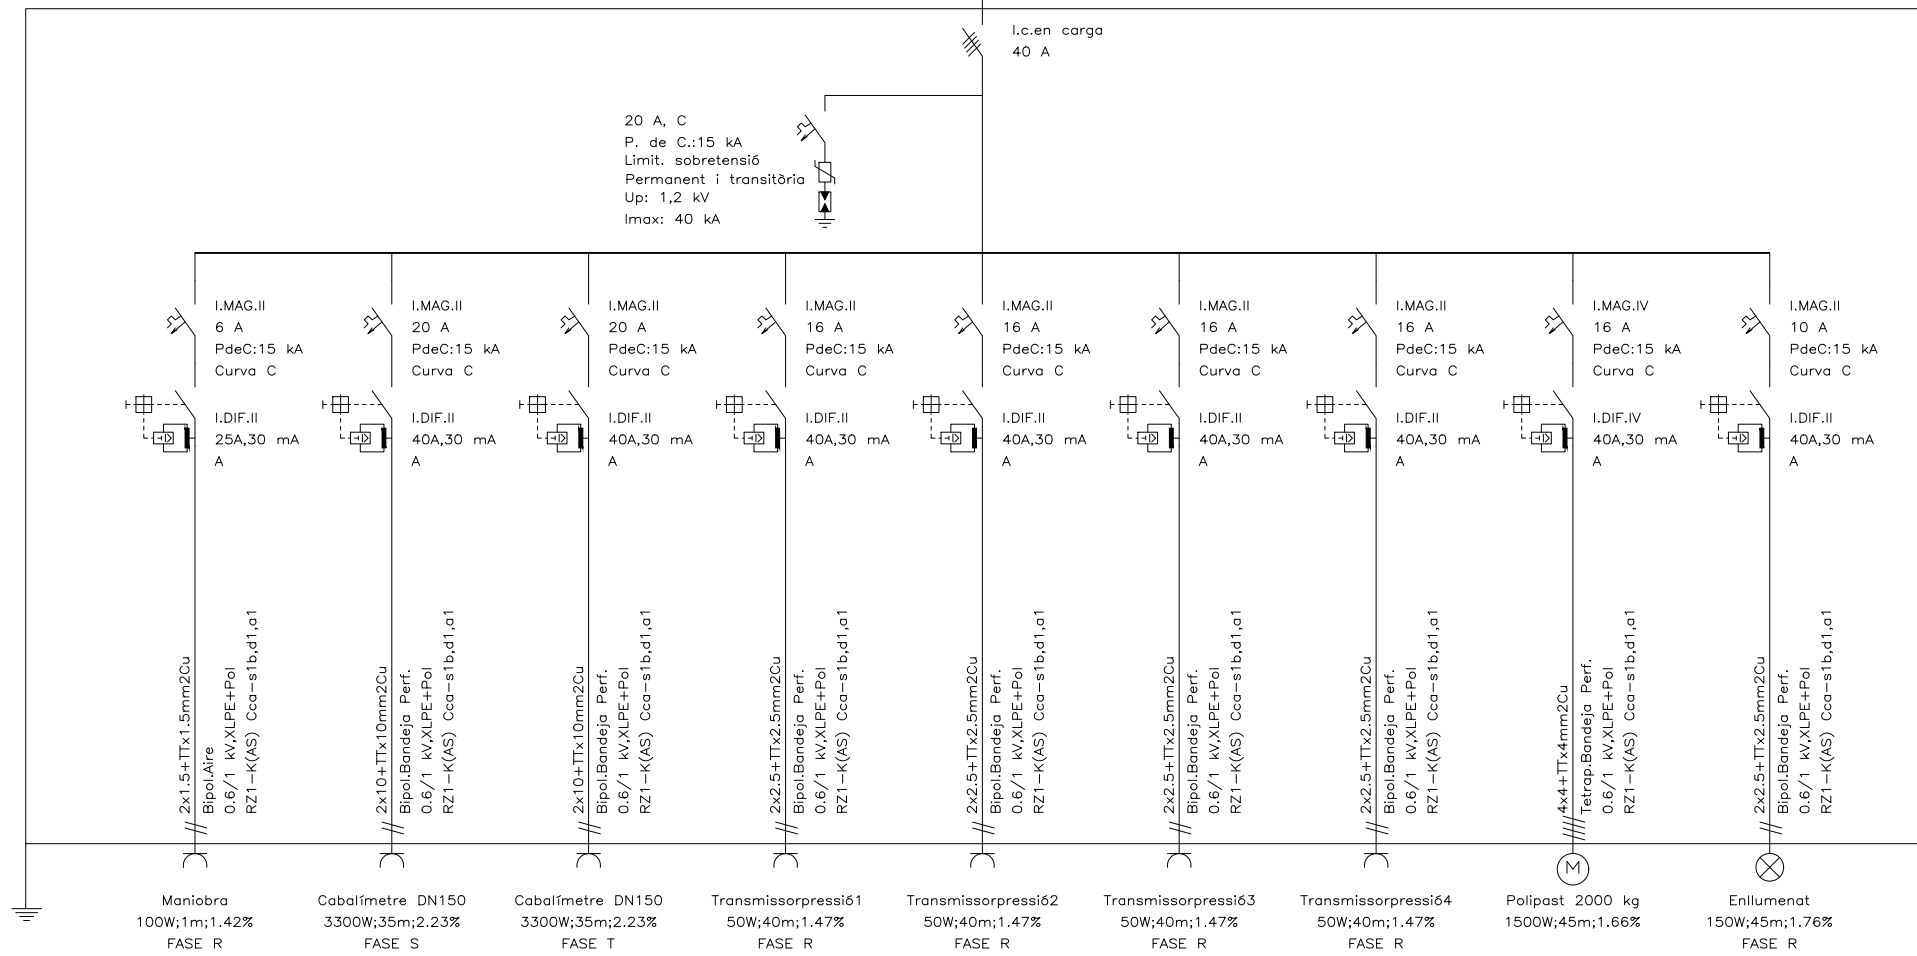 I.c.en carga
40 A
20 A, C
P. de C.:15 kA
Limit. sobretensió
Permanent i transitòria
Up: 1,2 kV
Imax: 40 kA
I.MAG.II
6 A
PdeC:15 kA
Curva C
I.DIF.II
25A,30 mA
A
2x1.5+TTx1.5mm2Cu
Bipol.Aire
0.6/1 kV,XLPE+Pol
RZ1-K(AS) Cca-s1b,d1,a1
Maniobra
100W;1m;1.42%
FASE R
I.MAG.II
20 A
PdeC:15 kA
Curva C
I.DIF.II
40A,30 mA
A
2x10+TTx10mm2Cu
Bipol.Bandeja Perf.
0.6/1 kV,XLPE+Pol
RZ1-K(AS) Cca-s1b,d1,a1
Cabalímetre DN150
3300W;35m;2.23%
FASE S
I.MAG.II
20 A
PdeC:15 kA
Curva C
I.DIF.II
40A,30 mA
A
2x10+TTx10mm2Cu
Bipol.Bandeja Perf.
0.6/1 kV,XLPE+Pol
RZ1-K(AS) Cca-s1b,d1,a1
Cabalímetre DN150
3300W;35m;2.23%
FASE T
I.MAG.II
16 A
PdeC:15 kA
Curva C
I.DIF.II
40A,30 mA
A
2x2.5+TTx2.5mm2Cu
Bipol.Bandeja Perf.
0.6/1 kV,XLPE+Pol
RZ1-K(AS) Cca-s1b,d1,a1
Transmissorpressió1
50W;40m;1.47%
FASE R
I.MAG.II
16 A
PdeC:15 kA
Curva C
I.DIF.II
40A,30 mA
A
2x2.5+TTx2.5mm2Cu
Bipol.Bandeja Perf.
0.6/1 kV,XLPE+Pol
RZ1-K(AS) Cca-s1b,d1,a1
Transmissorpressió2
50W;40m;1.47%
FASE R
I.MAG.II
16 A
PdeC:15 kA
Curva C
I.DIF.II
40A,30 mA
A
2x2.5+TTx2.5mm2Cu
Bipol.Bandeja Perf.
0.6/1 kV,XLPE+Pol
RZ1-K(AS) Cca-s1b,d1,a1
Transmissorpressió3
50W;40m;1.47%
FASE R
I.MAG.II
16 A
PdeC:15 kA
Curva C
I.DIF.II
40A,30 mA
A
2x2.5+TTx2.5mm2Cu
Bipol.Bandeja Perf.
0.6/1 kV,XLPE+Pol
RZ1-K(AS) Cca-s1b,d1,a1
Transmissorpressió4
50W;40m;1.47%
FASE R
I.MAG.IV
16 A
PdeC:15 kA
Curva C
I.DIF.IV
40A,30 mA
A
4x4+TTx4mm2Cu
Tetrap.Bandeja Perf.
0.6/1 kV,XLPE+Pol
RZ1-K(AS) Cca-s1b,d1,a1
M
Polipast 2000 kg
1500W;45m;1.66%
I.MAG.II
10 A
PdeC:15 kA
Curva C
I.DIF.II
40A,30 mA
A
2x2.5+TTx2.5mm2Cu
Bipol.Bandeja Perf.
0.6/1 kV,XLPE+Pol
RZ1-K(AS) Cca-s1b,d1,a1
Enllumenat
150W;45m;1.76%
FASE R